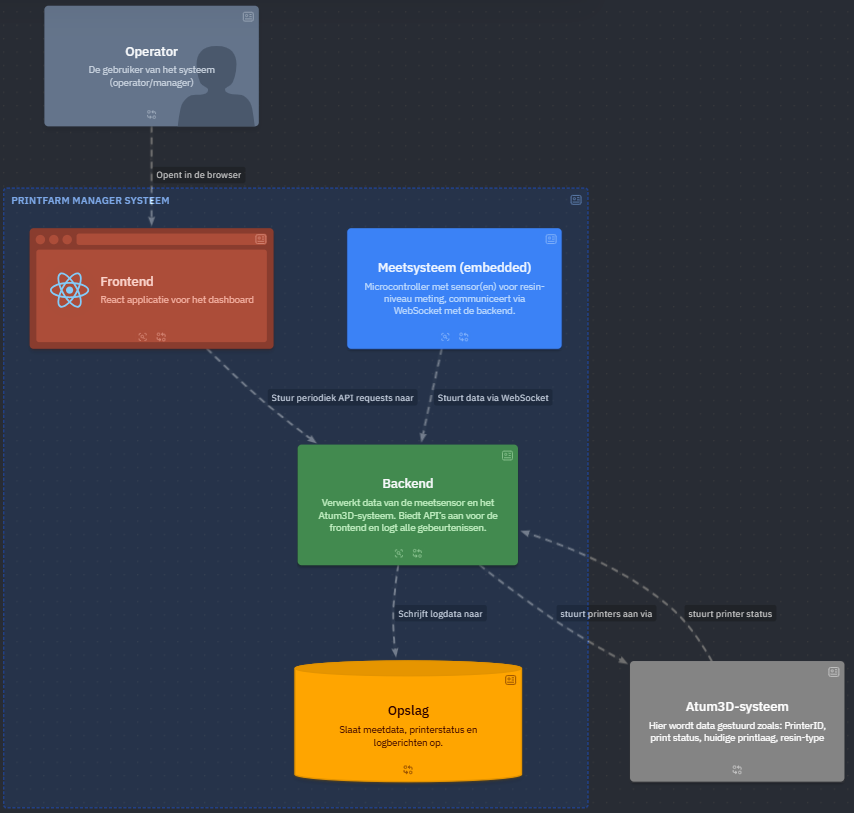 Operator
De gebruiker van het systeem
(operator/manager)
Opent in de browser
PRINTFARM MANAGER SYSTEEM
Frontend
React applicatie voor het dashboard
Meetsysteem (embedded)
Microcontroller met sensor(en) voor resin-
niveau meting, communiceert via
WebSocket met de backend.
Stuur periodiek API requests naar
Stuurt data via WebSocket
Backend
Verwerkt data van de meetsensor en het
Atum3D-systeem. Biedt API's aan voor de
frontend en logt alle gebeurtenissen.
Schrijft logdata naar
stuurt printers aan via
stuurt printer status
Opslag
Slaat meetdata, printerstatus en
logberichten op.
Atum3D-systeem
Hier wordt data gestuurd zoals: PrinterID,
print status, huidige printlaag, resin-type